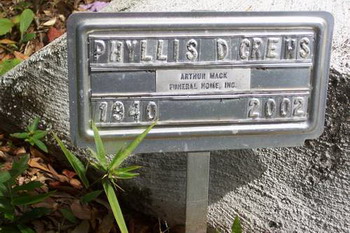 PHYLLIS D CREWS
ARTHUR MACK
FUNERAL HOME, INC.
1940 2002